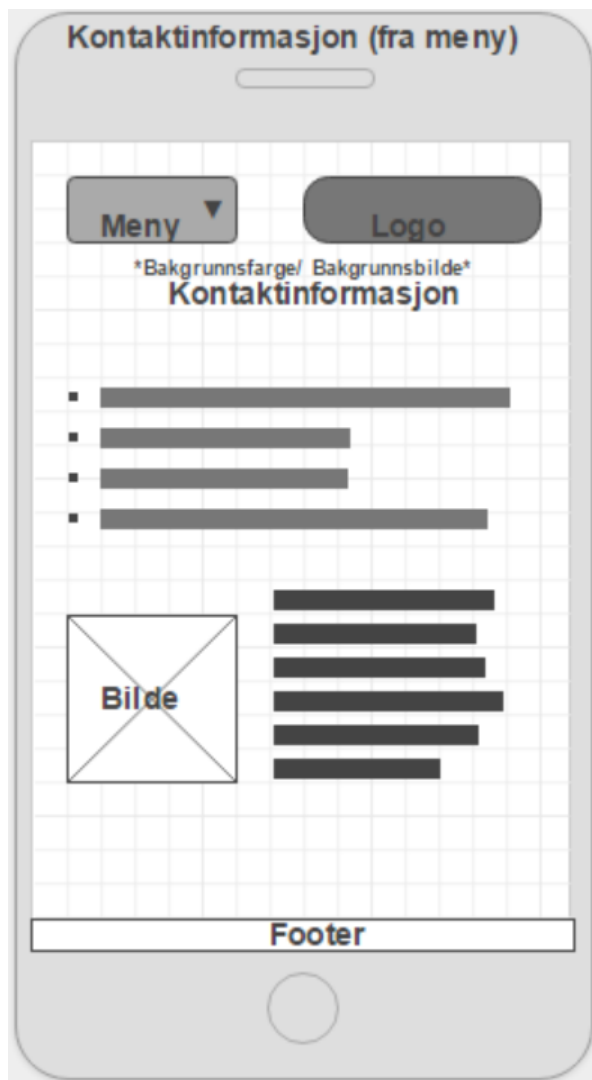 Kontaktinformasjon (fra meny)
Meny ▼ Logo
*Bakgrunnsfarge/ Bakgrunnsbilde*
Kontaktinformasjon
Bilde
Footer